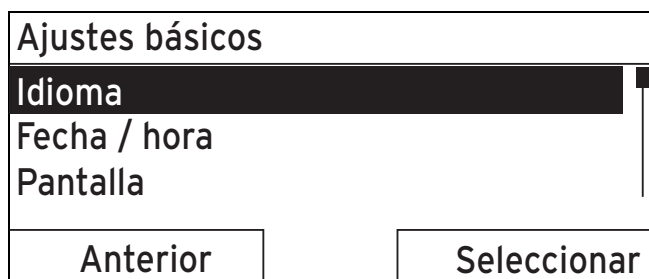 Ajustes básicos
Idioma
Fecha / hora
Pantalla
Anterior
Seleccionar